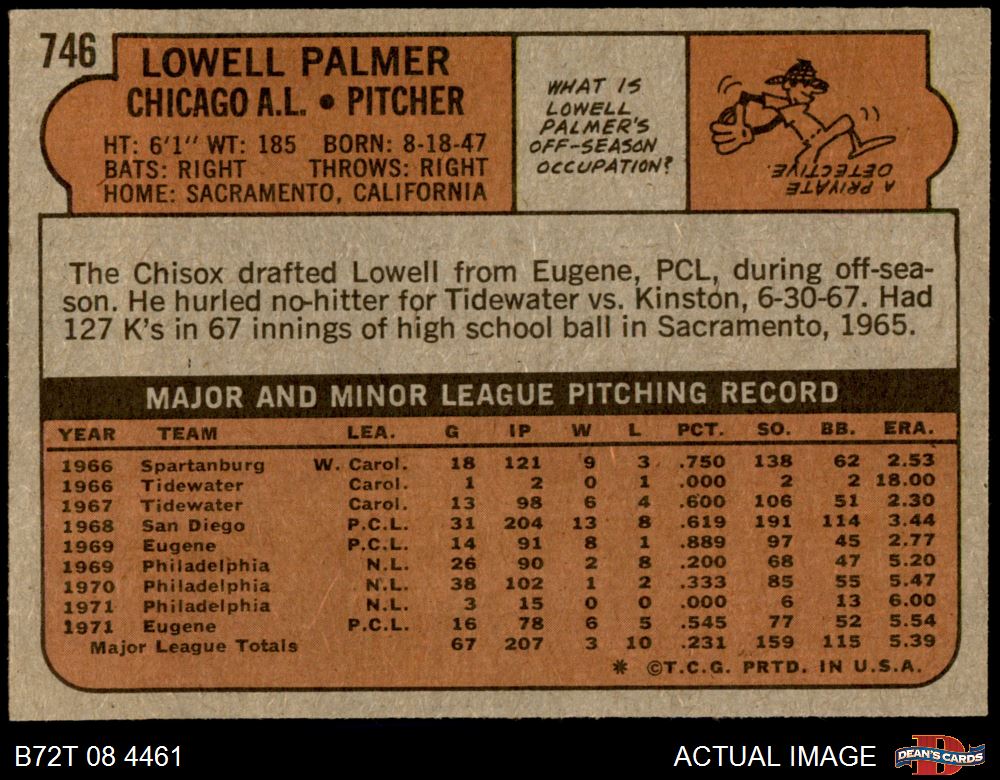 746
LOWELL PALMER
CHICAGO A.L. • PITCHER
HT: 6'1" WT: 185 BORN: 8-18-47
BATS: RIGHT THROWS: RIGHT
HOME: SACRAMENTO, CALIFORNIA
WHAT IS
LOWELL
PALMER'S
OFF-SEASON
OCCUPATION?
A PRIVATE
DETECTIVE.
The Chisox drafted Lowell from Eugene, PCL, during off-sea-
son. He hurled no-hitter for Tidewater vs. Kinston, 6-30-67. Had
127 K's in 67 innings of high school ball in Sacramento, 1965.
MAJOR AND MINOR LEAGUE PITCHING RECORD
YEAR TEAM LEA. G IP W L PCT. SO. BB. ERA.
1966 Spartanburg W. Carol. 18 121 9 3 .750 138 62 2.53
1966 Tidewater Carol. 1 2 0 1 .000 2 2 18.00
1967 Tidewater Carol. 13 98 6 4 .600 106 51 2.30
1968 San Diego P.C.L. 31 204 13 8 .619 191 114 3.44
1969 Eugene P.C.L. 14 91 8 1 .889 97 45 2.77
1969 Philadelphia N.L. 26 90 2 8 .200 68 47 5.20
1970 Philadelphia N.L. 38 102 1 2 .333 85 55 5.47
1971 Philadelphia N.L. 3 15 0 0 .000 6 13 6.00
1971 Eugene P.C.L. 16 78 6 5 .545 77 52 5.54
Major League Totals 67 207 3 10 .231 159 115 5.39
* ©T.C.G. PRTD. IN U.S.A.
B72T 08 4461
ACTUAL IMAGE
D
DEAN'S CARDS